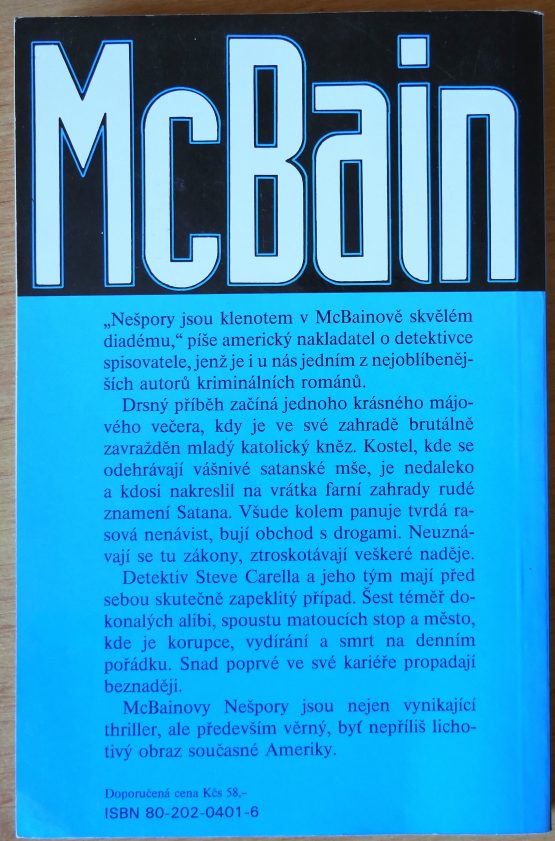 McBain
„Nešpory jsou klenotem v McBainově skvělém
diadému,“ píše americký nakladatel o detektivce
spisovatele, jenž je i u nás jedním z nejoblíbeněj-
ších autorů kriminálních románů.
Drsný příběh začíná jednoho krásného májo-
vého večera, kdy je ve své zahradě brutálně
zavražděn mladý katolický kněz. Kostel, kde se
odehrávají vášnivé satanské mše, je nedaleko
a kdosi nakreslil na vrátka farní zahrady rudé
znamení Satana. Všude kolem panuje tvrdá ra-
sová nenávist, bují obchod s drogami. Neuzná-
vají se tu zákony, ztroskotávají veškeré naděje.
Detektiv Steve Carella a jeho tým mají před
sebou skutečně zapeklitý případ. Šest téměř do-
konalých alibi, spoustu matoucích stop a město,
kde je korupce, vydírání a smrt na denním
pořádku. Snad poprvé ve své kariéře propadají
beznaději.
McBainovy Nešpory jsou nejen vynikající
thriller, ale především věrný, byť nepříliš licho-
tivý obraz současné Ameriky.
Doporučená cena Kčs 58,–
ISBN 80-202-0401-6